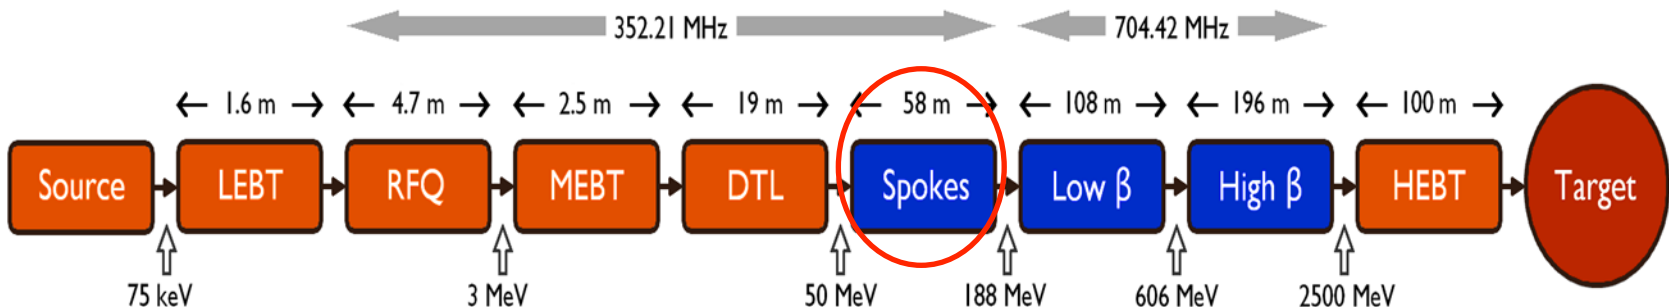 352.21 MHz 704.42 MHz
1.6 m 4.7 m 2.5 m 19 m 58 m 108 m 196 m 100 m
Source LEBT RFQ MEBT DTL Spokes Low β High β HEBT Target
75 keV 3 MeV 50 MeV 188 MeV 606 MeV 2500 MeV